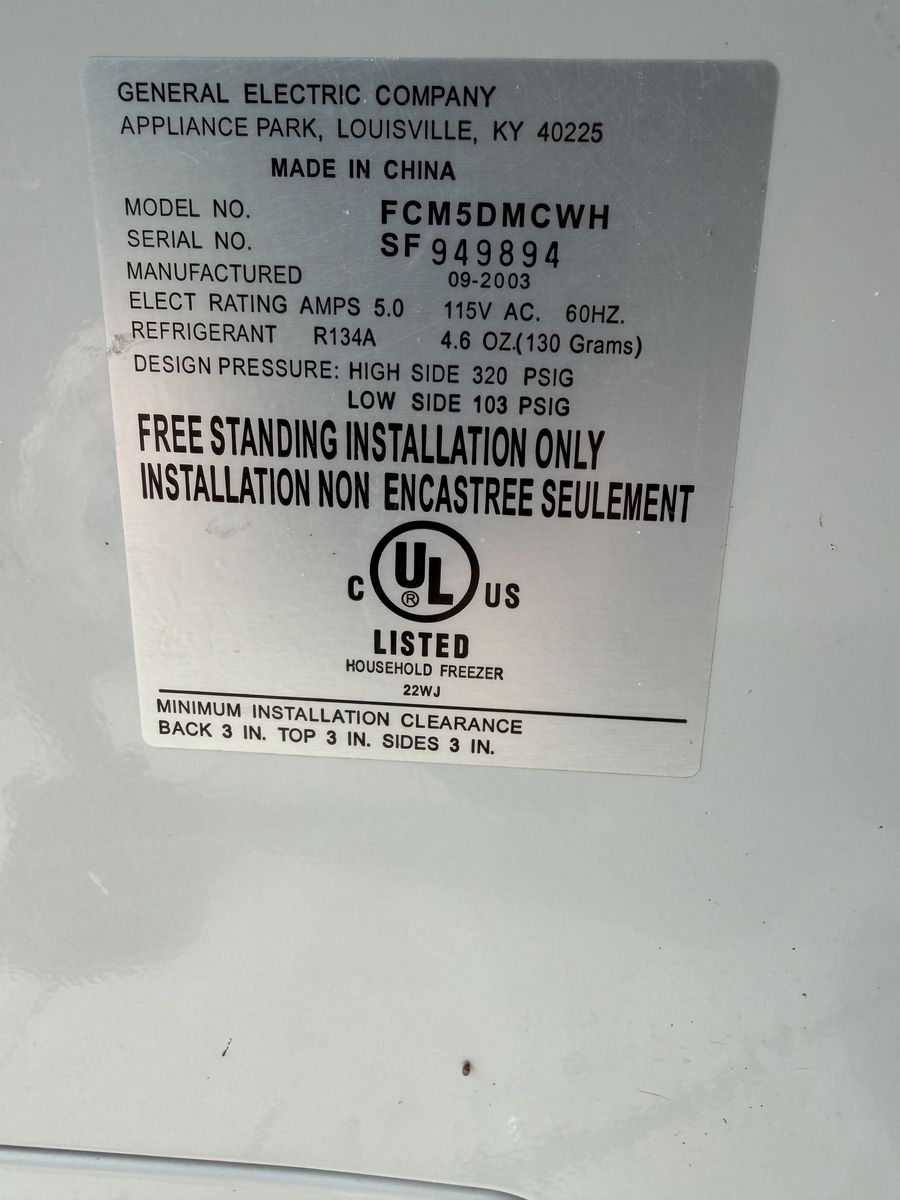 GENERAL ELECTRIC COMPANY
APPLIANCE PARK, LOUISVILLE, KY 40225
MADE IN CHINA
MODEL NO. FCM5DMCWH
SERIAL NO. SF 949894
MANUFACTURED 09-2003
ELECT RATING AMPS 5.0 115V AC. 60HZ.
REFRIGERANT R134A 4.6 OZ.(130 Grams)
DESIGN PRESSURE: HIGH SIDE 320 PSIG
LOW SIDE 103 PSIG
FREE STANDING INSTALLATION ONLY
INSTALLATION NON ENCASTREE SEULEMENT
C UL ® US
LISTED
HOUSEHOLD FREEZER
22WJ
MINIMUM INSTALLATION CLEARANCE
BACK 3 IN. TOP 3 IN. SIDES 3 IN.